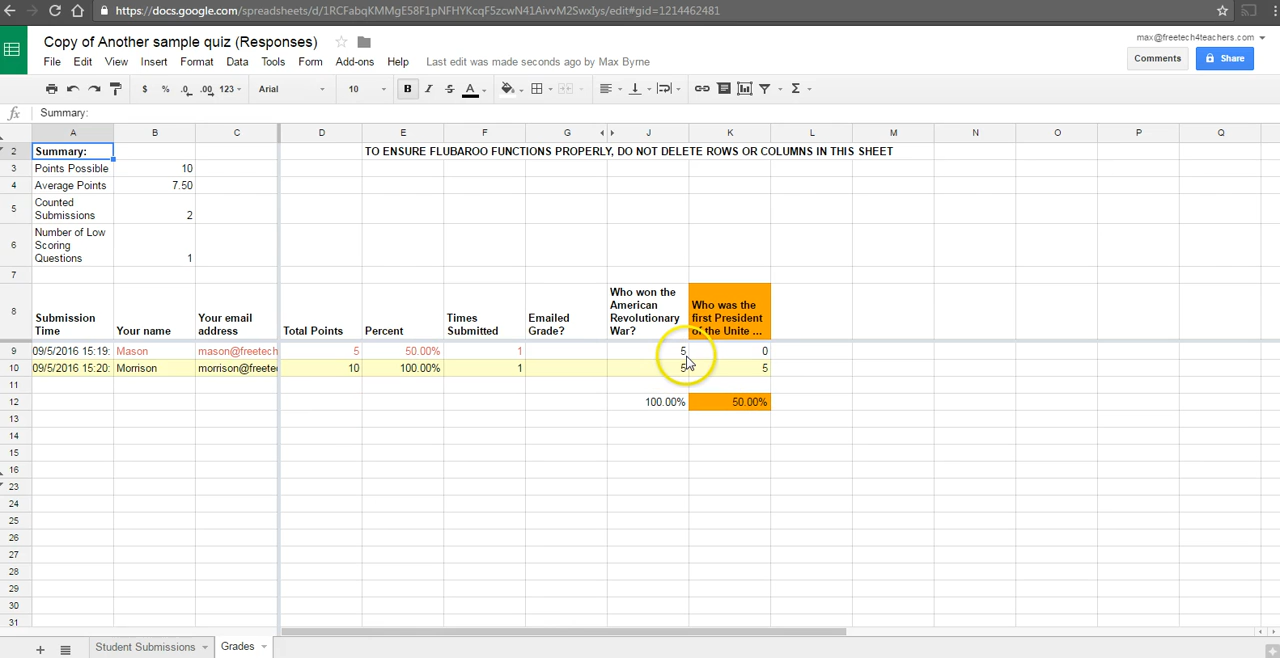 https://docs.google.com/spreadsheets/d/1RCFabqKMMgE58F1pNFHYKcqF5zcwN41AivvM2SwxIys/edit#gid=1214462481
Copy of Another sample quiz (Responses)
max@freetech4teachers.com
File Edit View Insert Format Data Tools Form Add-ons Help Last edit was made seconds ago by Max Byrne
Comments Share
$ % .0 .00 123 Arial 10 B I S A Σ
fx Summary:
A B C D E F G J K L M N O P Q
2 Summary: TO ENSURE FLUBAROO FUNCTIONS PROPERLY, DO NOT DELETE ROWS OR COLUMNS IN THIS SHEET
3 Points Possible 10
4 Average Points 7.50
Counted
5 Submissions 2
Number of Low
6 Scoring
Questions 1
7
8 Submission Time Your name Your email address Total Points Percent Times Submitted Emailed Grade? Who won the American Revolutionary War? Who was the first President of the Unite ...
9 09/5/2016 15:19: Mason mason@freetech 5 50.00% 1 5 0
10 09/5/2016 15:20: Morrison morrison@freete 10 100.00% 1 5 5
11
12 100.00% 50.00%
13
14
15
16
23
24
25
26
27
28
29
30
31
+ Student Submissions Grades